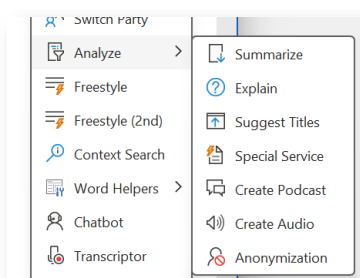 Switch Party
Analyze
Freestyle
Freestyle (2nd)
Context Search
Word Helpers
Chatbot
Transcriptor
Summarize
Explain
Suggest Titles
Special Service
Create Podcast
Create Audio
Anonymization